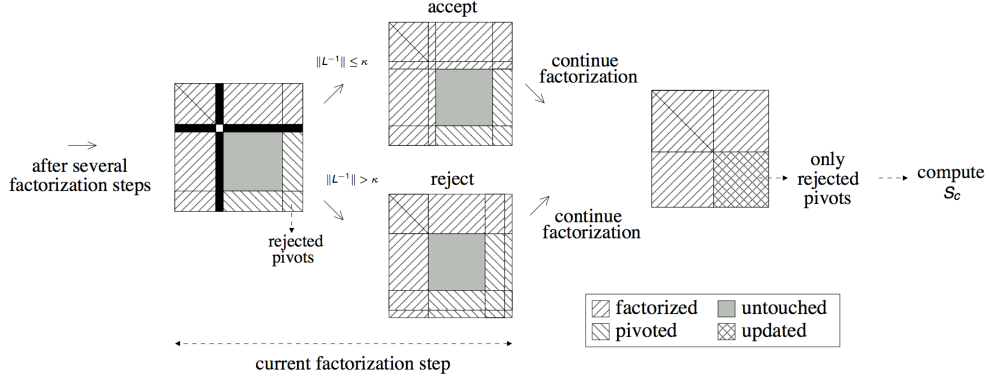 accept
‖L⁻¹‖ ≤ κ
continue
factorization
after several
factorization steps
only
rejected
pivots
compute
S_c
‖L⁻¹‖ > κ
reject
continue
factorization
rejected
pivots
factorized
untouched
pivoted
updated
current factorization step